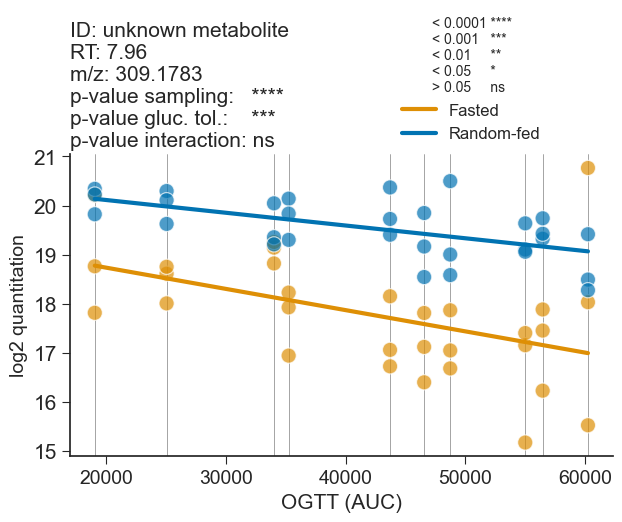 ID: unknown metabolite
RT: 7.96
m/z: 309.1783
p-value sampling: ****
p-value gluc. tol.: ***
p-value interaction: ns
< 0.0001 ****
< 0.001 ***
< 0.01 **
< 0.05 *
> 0.05 ns
Fasted
Random-fed
21
20
19
18
17
16
15
log2 quantitation
20000 30000 40000 50000 60000
OGTT (AUC)